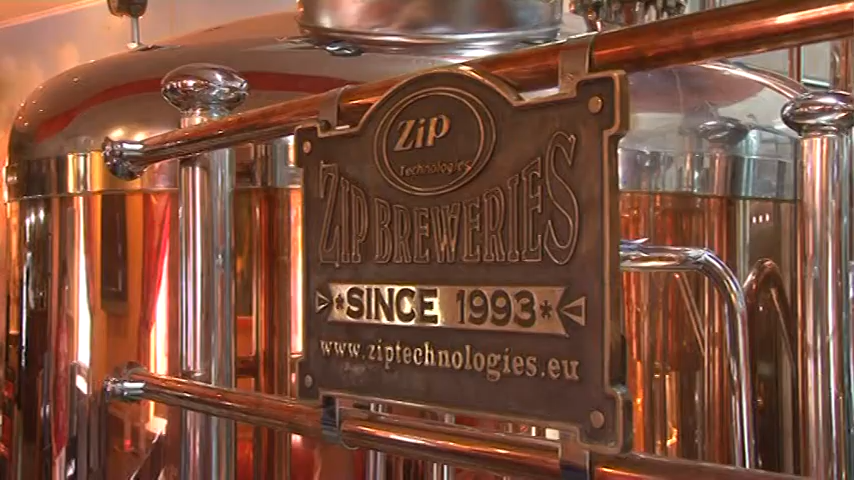 ZiP
Technologies
ZIP BREWERIES
*SINCE 1993*
www.ziptechnologies.eu